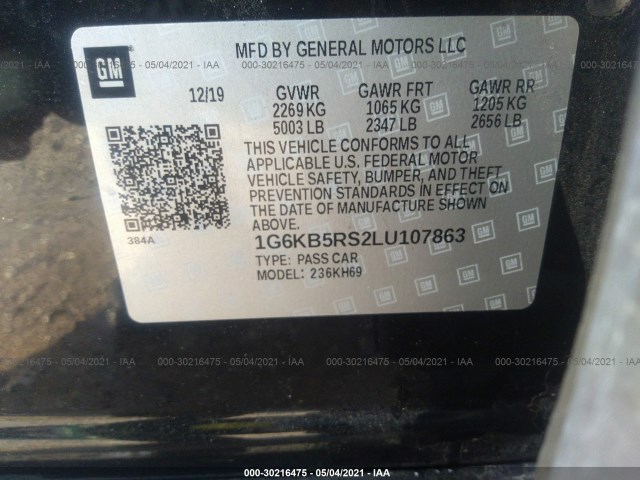 GM
MFD BY GENERAL MOTORS LLC
000-30216475 - 05/04/2021 - IAA
12/19 GVWR GAWR FRT GAWR RR
2269 KG 1065 KG 1205 KG
5003 LB 2347 LB 2656 LB
THIS VEHICLE CONFORMS TO ALL
APPLICABLE U.S. FEDERAL MOTOR
VEHICLE SAFETY, BUMPER, AND THEFT
PREVENTION STANDARDS IN EFFECT ON
THE DATE OF MANUFACTURE SHOWN
ABOVE.
384A
1G6KB5RS2LU107863
TYPE: PASS CAR
MODEL: 236KH69
000-30216475 - 05/04/2021 - IAA
000-30216475 - 05/04/2021 - IAA